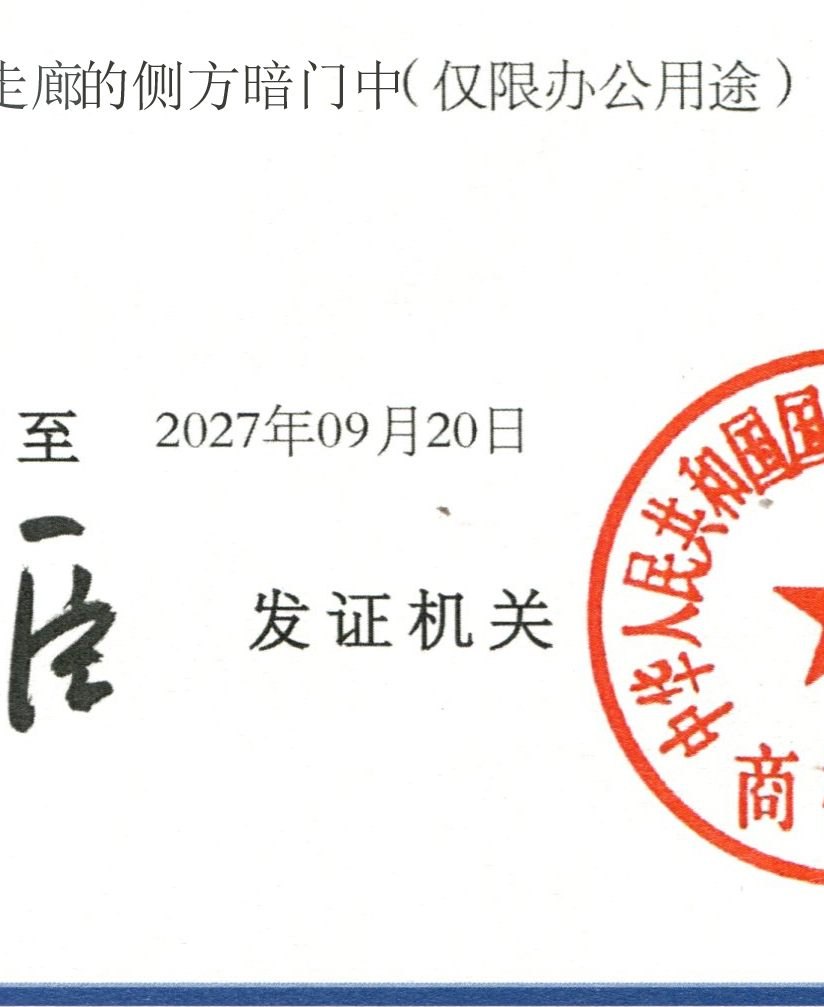 走廊的侧方暗门中(仅限办公用途)
至 2027年09月20日
发证机关
中华人民共和国国
商